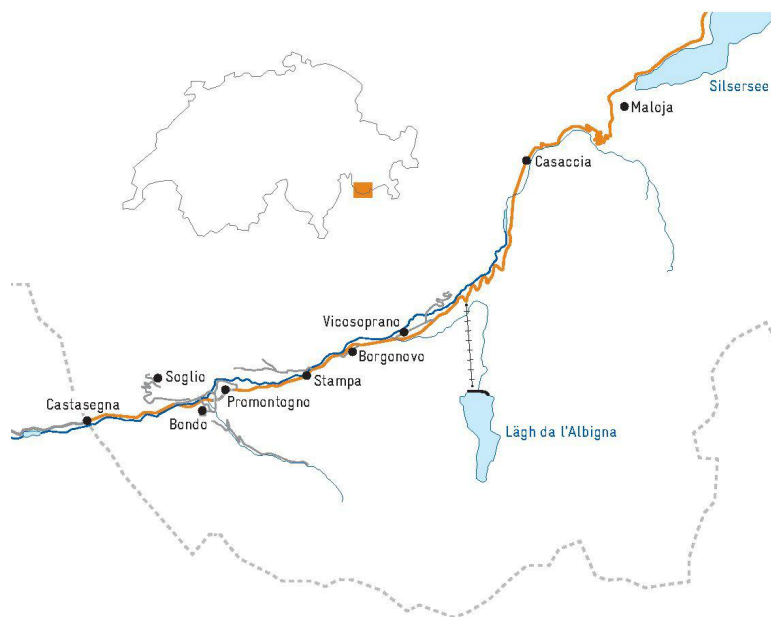 Silsersee
Maloja
Casaccia
Vicosoprano
Borgonovo
Stampa
Soglio
Promontogno
Castasegna
Bondo
Lägh da l'Albigna